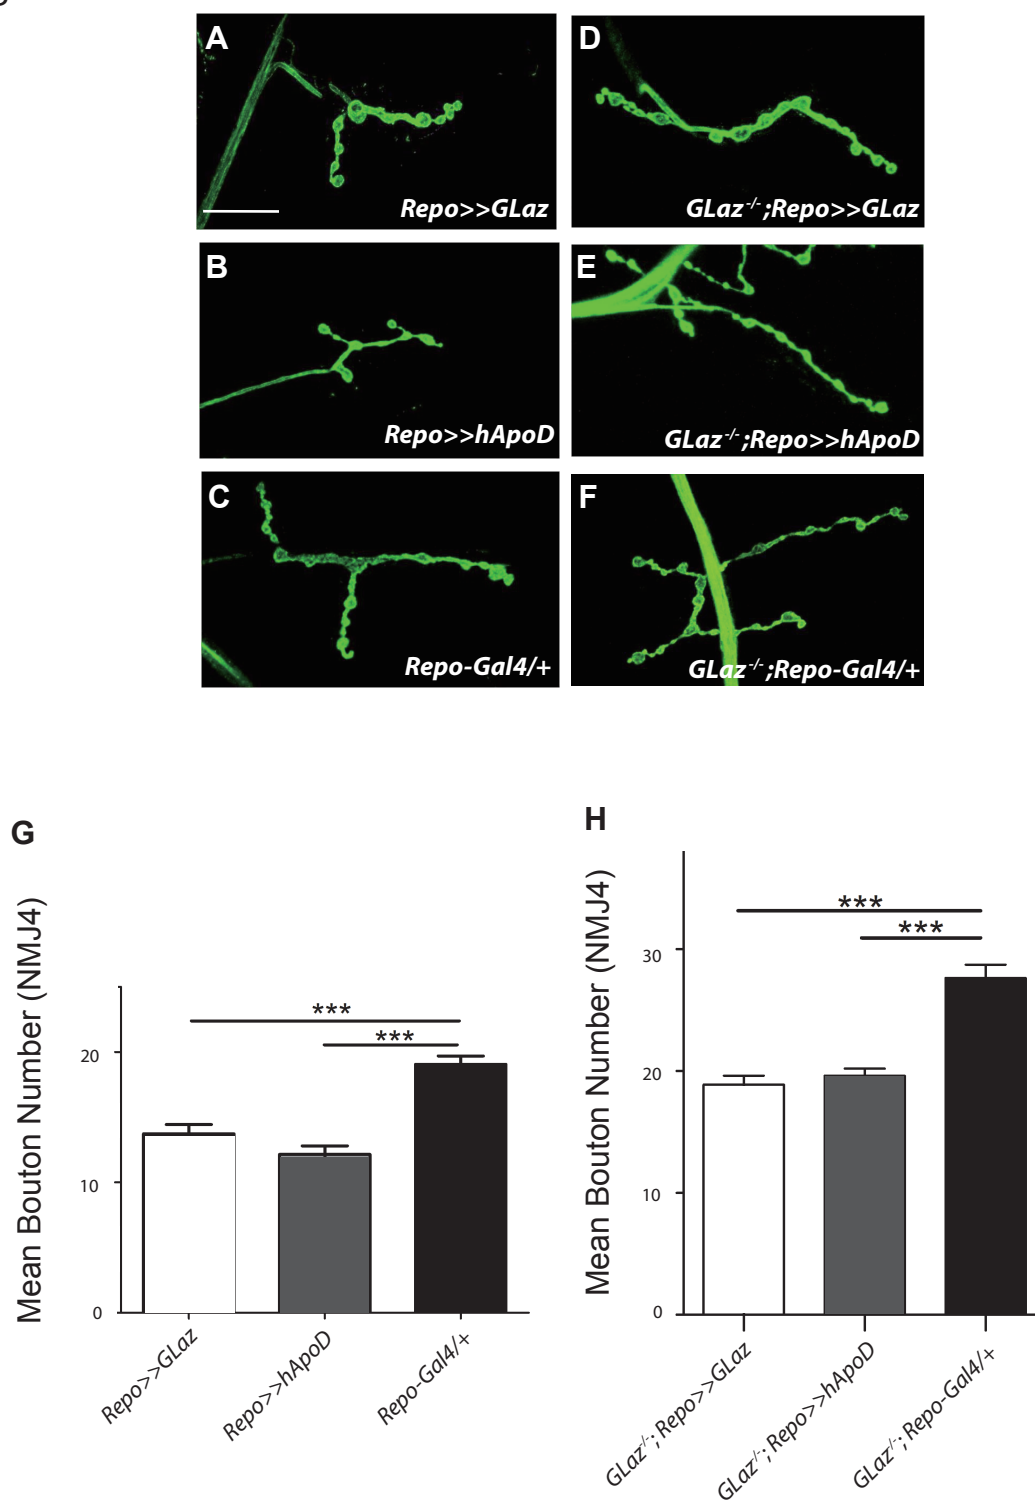 A
Repo>>GLaz
D
GLaz-/-;Repo>>GLaz
B
Repo>>hApoD
E
GLaz-/-;Repo>>hApoD
C
Repo-Gal4/+
F
GLaz-/-;Repo-Gal4/+
G
Mean Bouton Number (NMJ4)
***
***
20
10
0
Repo>>GLaz
Repo>>hApoD
Repo-Gal4/+
H
Mean Bouton Number (NMJ4)
***
***
30
20
10
0
GLaz-/-; Repo>>GLaz
GLaz-/-; Repo>>hApoD
GLaz-/-; Repo-Gal4/+